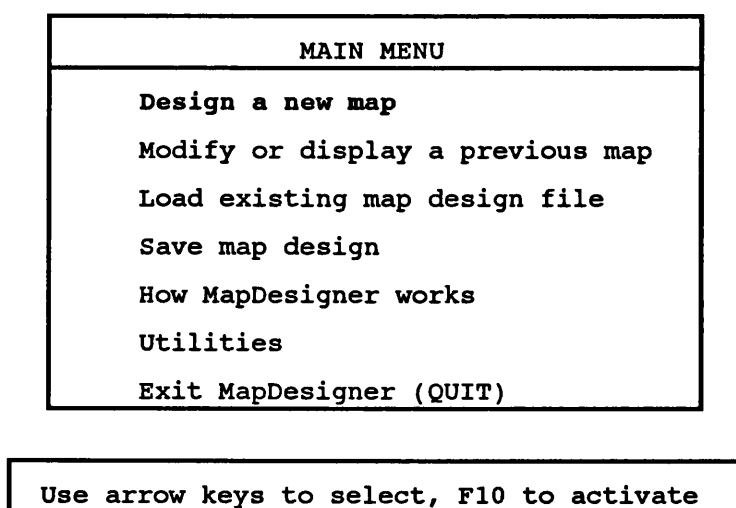 MAIN MENU
Design a new map
Modify or display a previous map
Load existing map design file
Save map design
How MapDesigner works
Utilities
Exit MapDesigner (QUIT)
Use arrow keys to select, F10 to activate